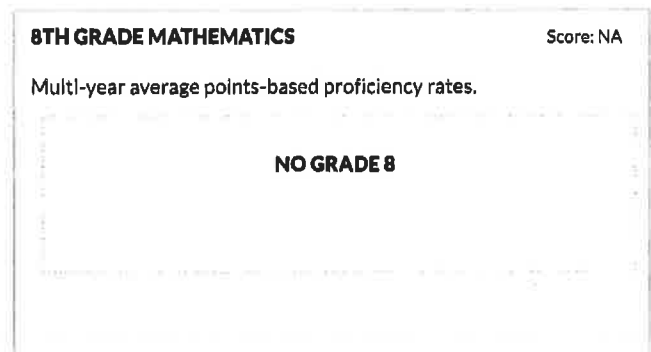 8TH GRADE MATHEMATICS Score: NA
Multi-year average points-based proficiency rates.
NO GRADE 8